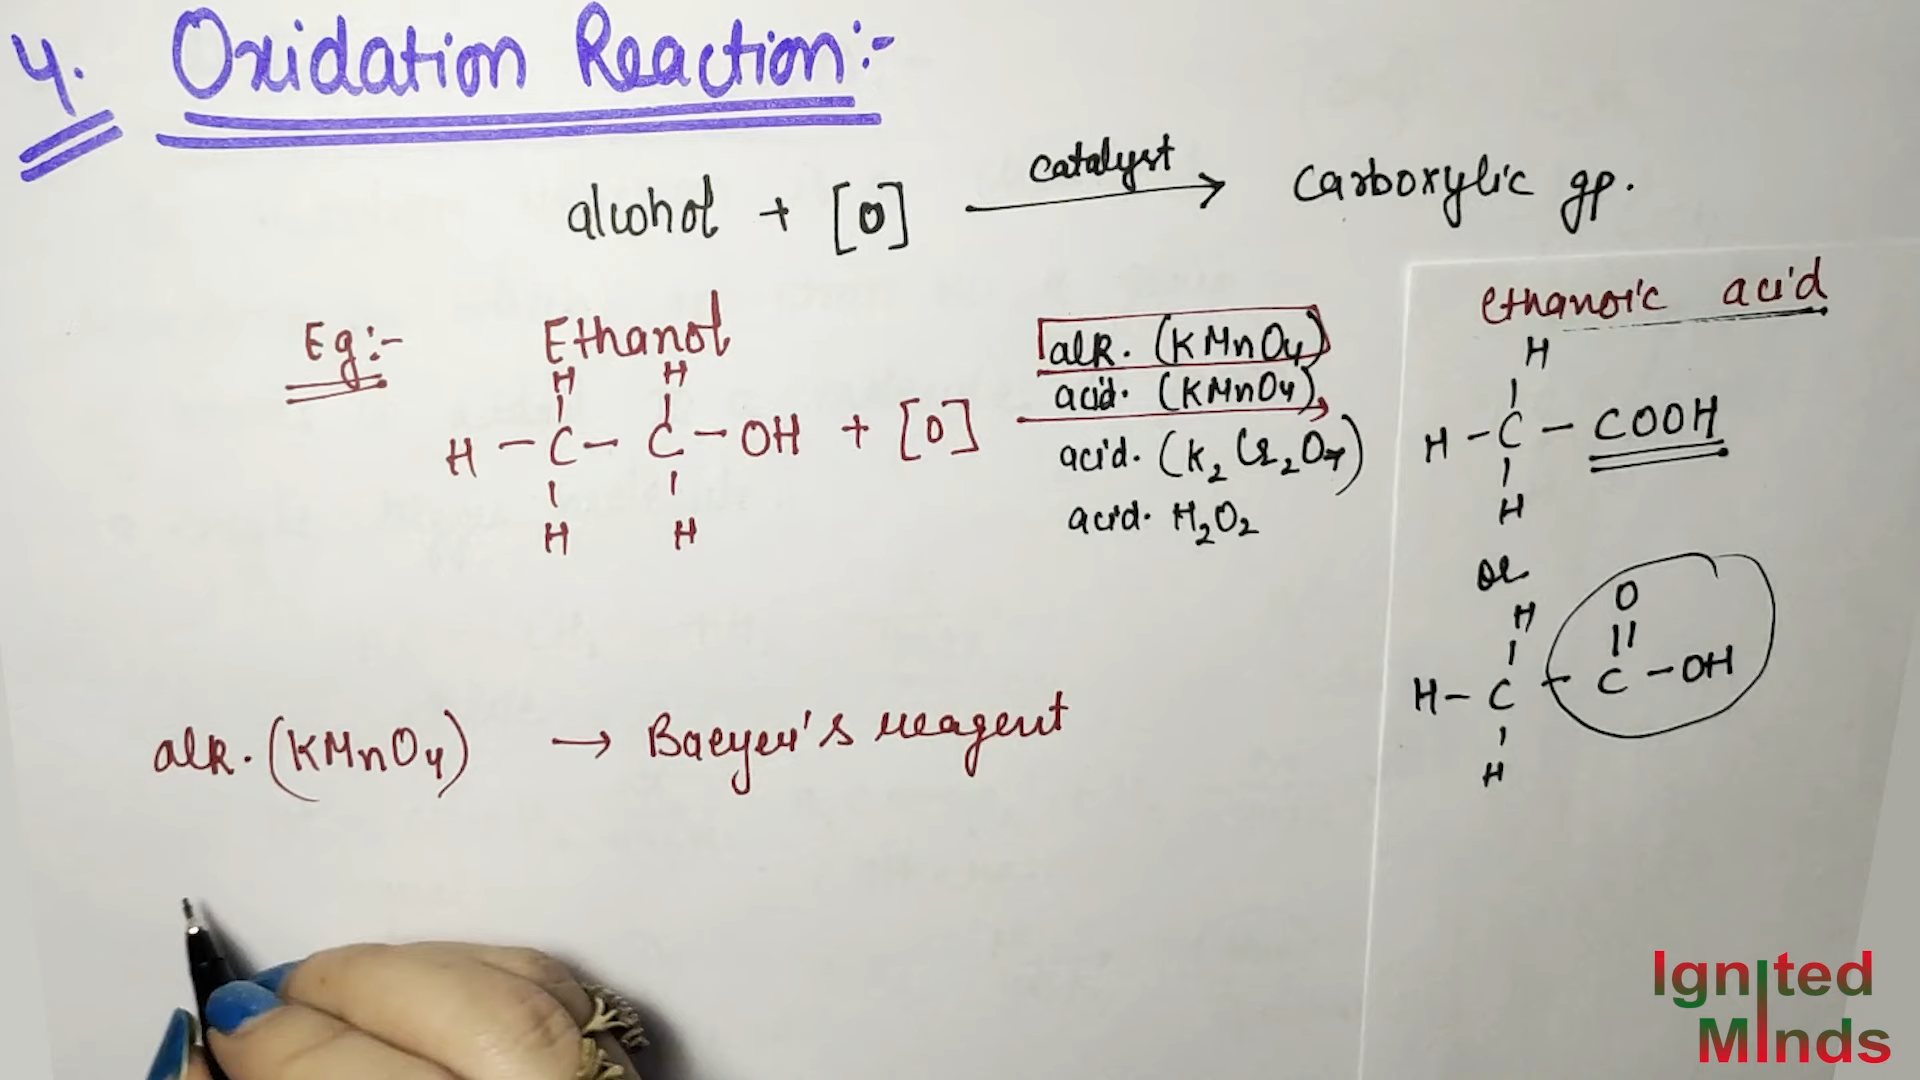 4. Oxidation Reaction:-
alcohol + [O] catalyst → Carboxylic gp.
Eg:- Ethanol
H H
H - C - C - OH + [O]
H H
alk. (KMnO4)
acid. (KMnO4)
acid. (K2Cr2O7)
acid. H2O2
ethanoic acid
H
H - C - COOH
H
or
H O
||
H - C - C - OH
H
alk. (KMnO4) → Baeyer's reagent
Ignited
Minds